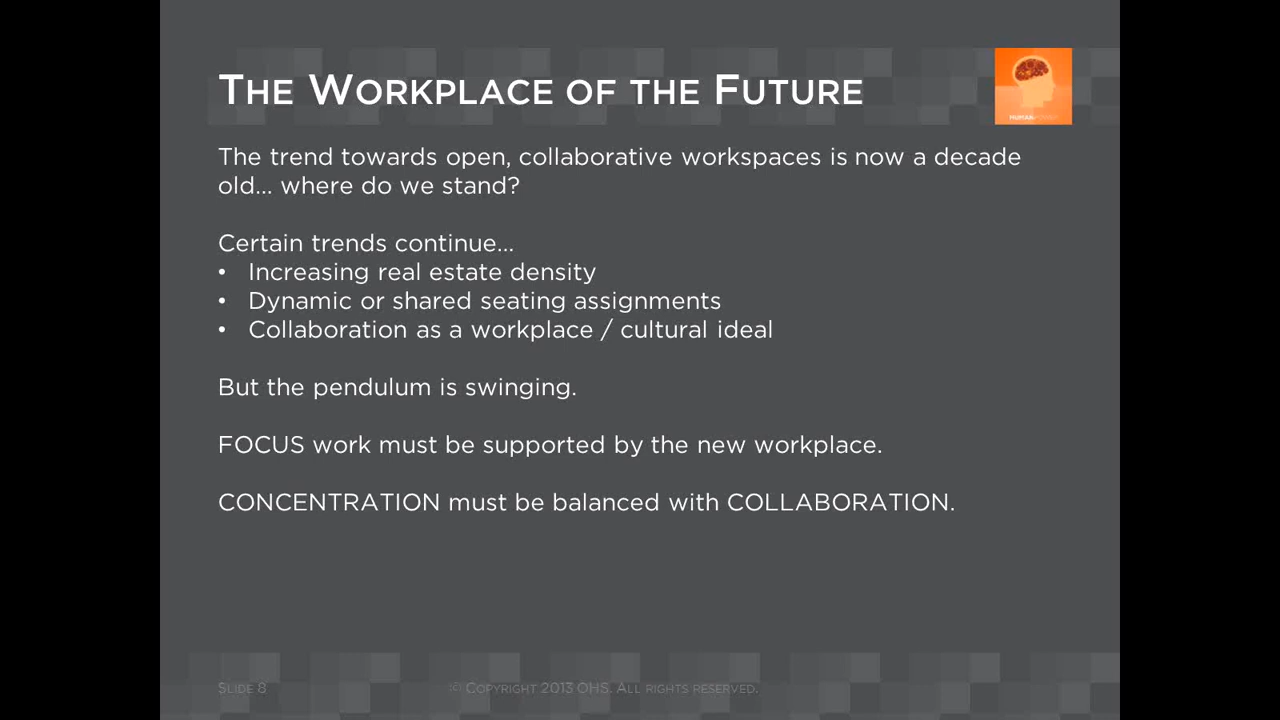 The Workplace of the Future
HUMAN
The trend towards open, collaborative workspaces is now a decade
old... where do we stand?
Certain trends continue...
• Increasing real estate density
• Dynamic or shared seating assignments
• Collaboration as a workplace / cultural ideal
But the pendulum is swinging.
FOCUS work must be supported by the new workplace.
CONCENTRATION must be balanced with COLLABORATION.
Slide 8
(c) Copyright 2013 OHS. All rights reserved.